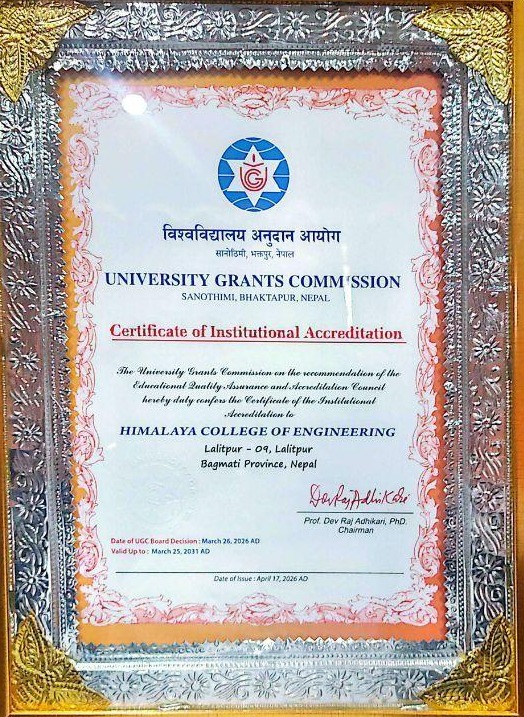 विश्वविद्यालय अनुदान आयोग
सानोठिमी, भक्तपुर, नेपाल
UNIVERSITY GRANTS COMMISSION
SANOTHIMI, BHAKTAPUR, NEPAL
Certificate of Institutional Accreditation
The University Grants Commission on the recommendation of the
Educational Quality Assurance and Accreditation Council
hereby duly confers the Certificate of the Institutional
Accreditation to
HIMALAYA COLLEGE OF ENGINEERING
Lalitpur - 09, Lalitpur
Bagmati Province, Nepal
Dev Raj Adhikari
Prof. Dev Raj Adhikari, PhD.
Chairman
Date of UGC Board Decision : March 26, 2026 AD
Valid Up to : March 25, 2031 AD
Date of Issue : April 17, 2026 AD